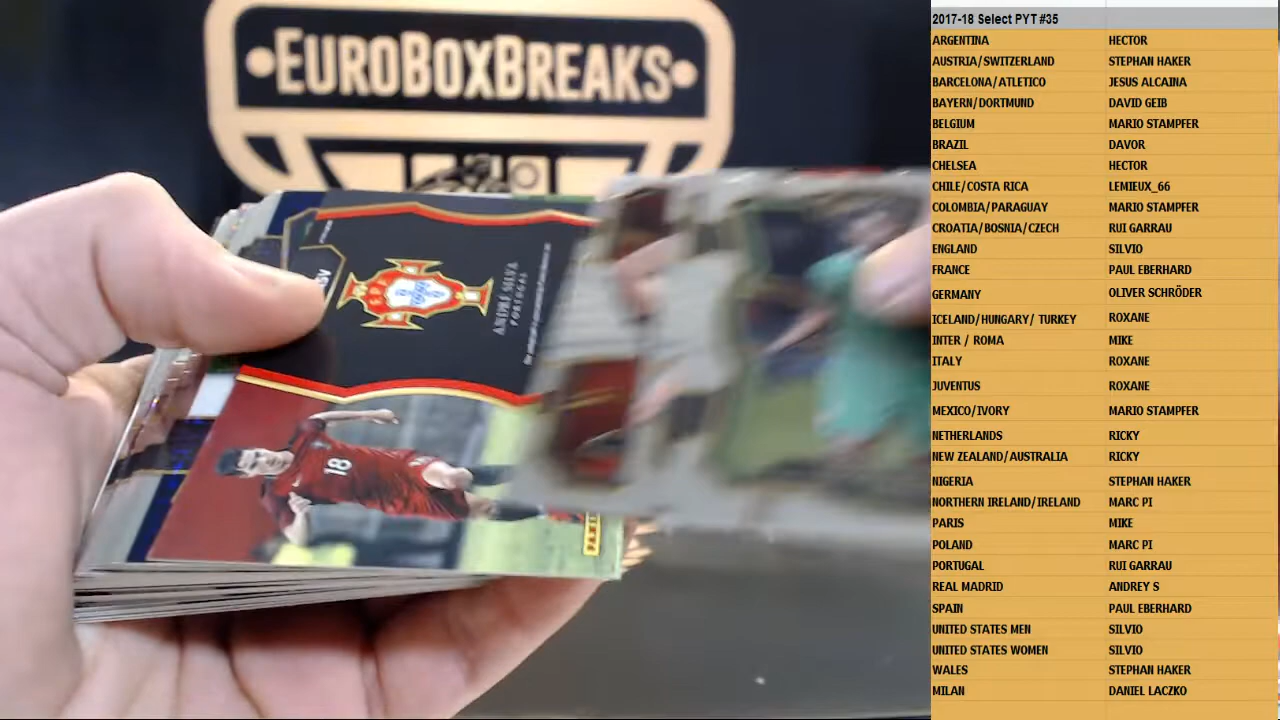 EUROBOXBREAKS
ANDRÉ SILVA
PORTUGAL
18
2017-18 Select PYT #35
ARGENTINA HECTOR
AUSTRIA/SWITZERLAND STEPHAN HAKER
BARCELONA/ATLETICO JESUS ALCAINA
BAYERN/DORTMUND DAVID GEIB
BELGIUM MARIO STAMPFER
BRAZIL DAVOR
CHELSEA HECTOR
CHILE/COSTA RICA LEMIEUX_66
COLOMBIA/PARAGUAY MARIO STAMPFER
CROATIA/BOSNIA/CZECH RUI GARRAU
ENGLAND SILVIO
FRANCE PAUL EBERHARD
GERMANY OLIVER SCHRÖDER
ICELAND/HUNGARY/ TURKEY ROXANE
INTER / ROMA MIKE
ITALY ROXANE
JUVENTUS ROXANE
MEXICO/IVORY MARIO STAMPFER
NETHERLANDS RICKY
NEW ZEALAND/AUSTRALIA RICKY
NIGERIA STEPHAN HAKER
NORTHERN IRELAND/IRELAND MARC PI
PARIS MIKE
POLAND MARC PI
PORTUGAL RUI GARRAU
REAL MADRID ANDREY S
SPAIN PAUL EBERHARD
UNITED STATES MEN SILVIO
UNITED STATES WOMEN SILVIO
WALES STEPHAN HAKER
MILAN DANIEL LACZKO